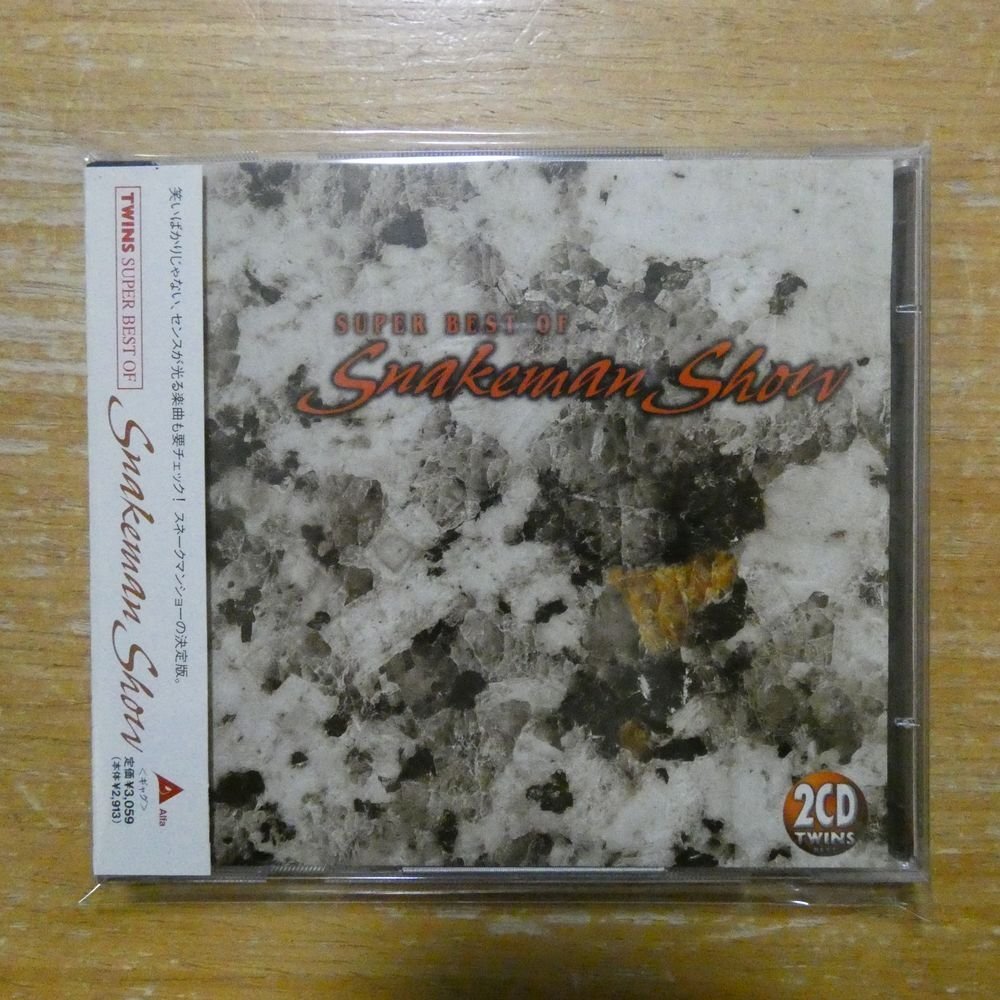 笑いばかりじゃない、センスが光る楽曲も要チェック! スネークマンショーの決定版。
TWINS SUPER BEST OF
Snakeman Show
<ギャグ>
定価¥3,059
(本体¥2,913)
Alfa
SUPER BEST OF
Snakeman Show
2CD
TWINS